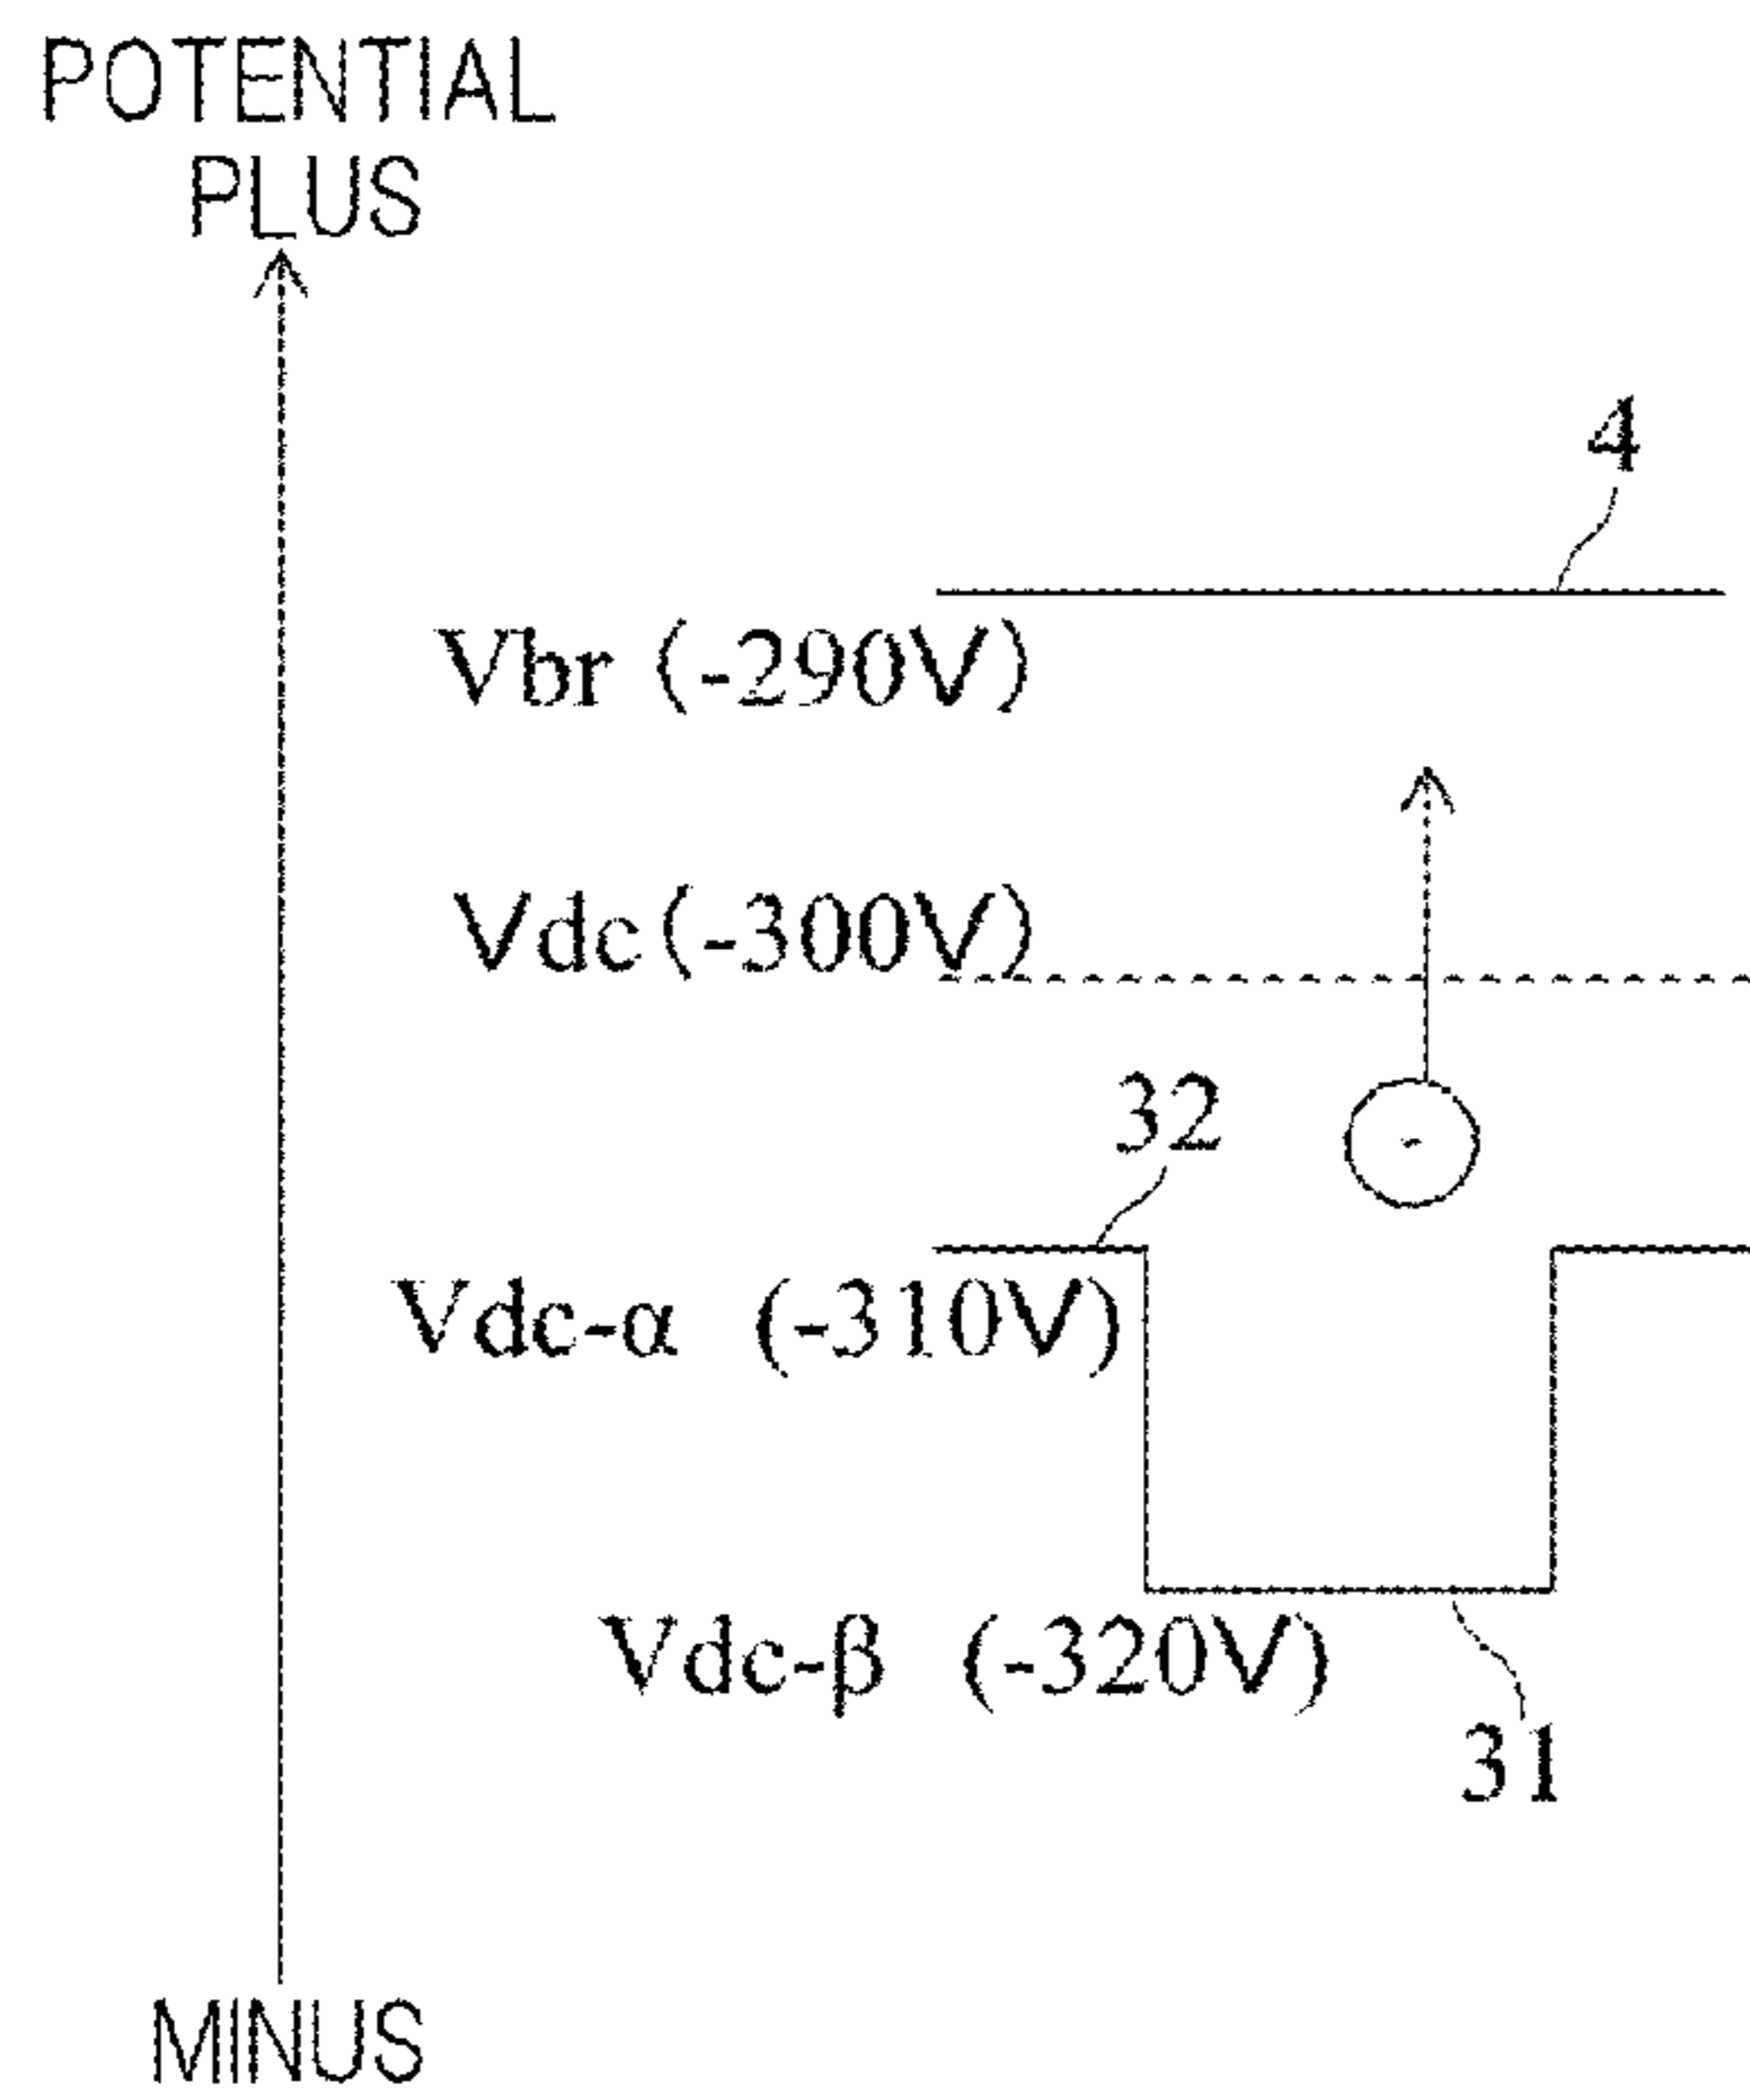 POTENTIAL
PLUS
4
Vbr (-290V)
Vdc(-300V)
32
-
Vdc-α (-310V)
Vdc-β (-320V)
31
MINUS